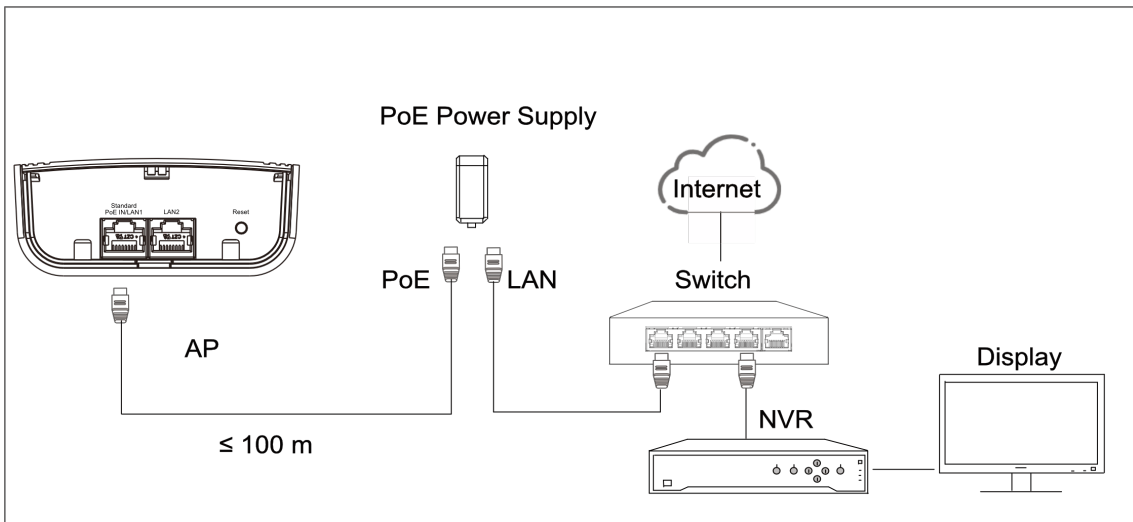 PoE Power Supply
Internet
Standard
PoE IN/LAN1
LAN2
Reset
PoE
LAN
Switch
AP
Display
NVR
≤ 100 m